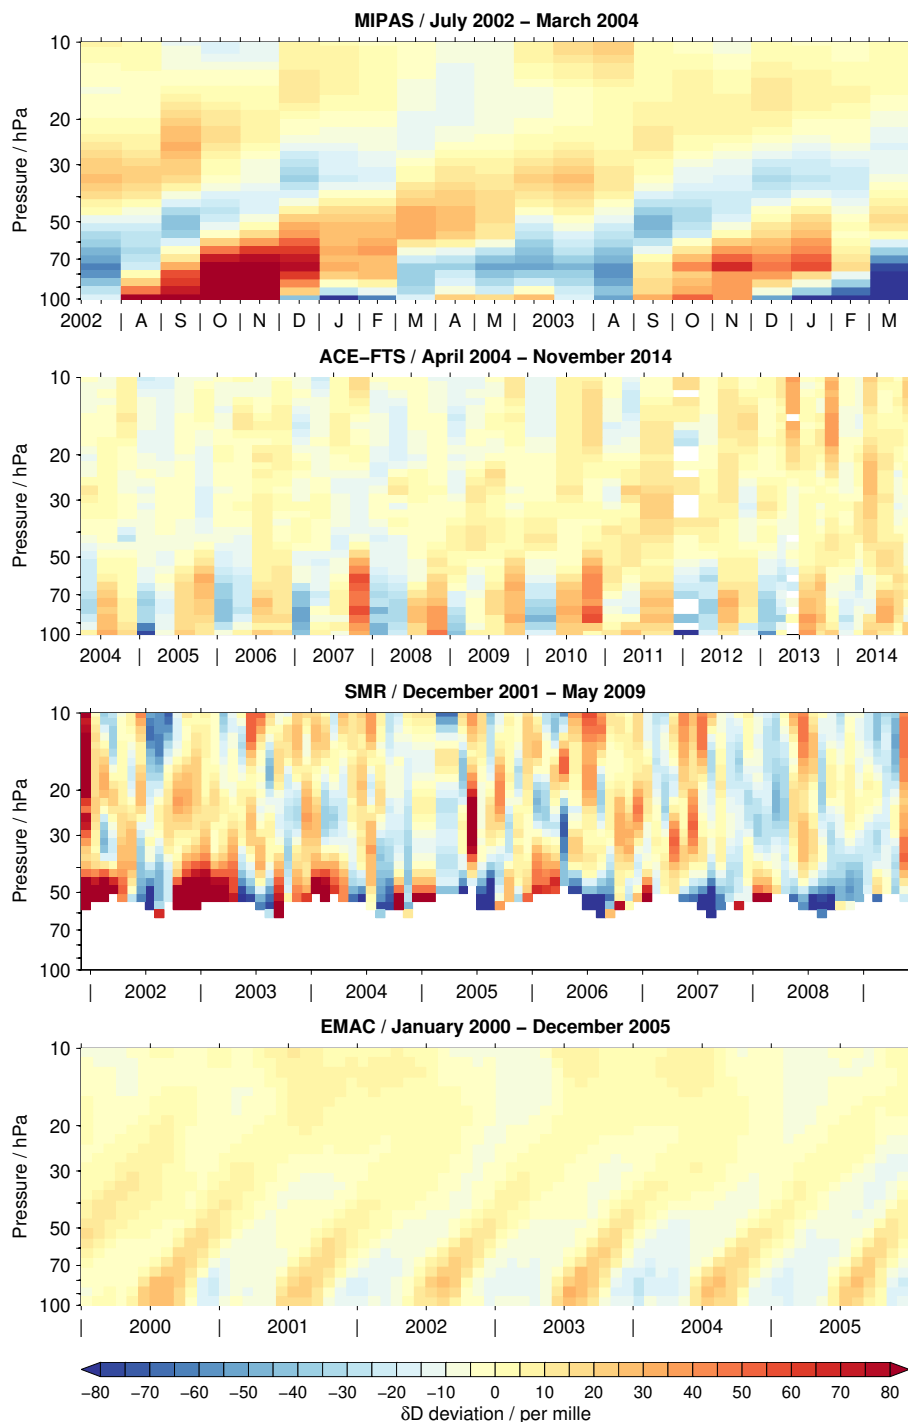 MIPAS / July 2002 − March 2004
10
20
30
50
70
100
Pressure / hPa
2002 | A | S | O | N | D | J | F | M | A | M | 2003 | A | S | O | N | D | J | F | M
ACE−FTS / April 2004 − November 2014
10
20
30
50
70
100
Pressure / hPa
2004 | 2005 | 2006 | 2007 | 2008 | 2009 | 2010 | 2011 | 2012 | 2013 | 2014
SMR / December 2001 − May 2009
10
20
30
50
70
100
Pressure / hPa
| 2002 | 2003 | 2004 | 2005 | 2006 | 2007 | 2008 |
EMAC / January 2000 − December 2005
10
20
30
50
70
100
Pressure / hPa
| 2000 | 2001 | 2002 | 2003 | 2004 | 2005
−80 −70 −60 −50 −40 −30 −20 −10 0 10 20 30 40 50 60 70 80
δD deviation / per mille